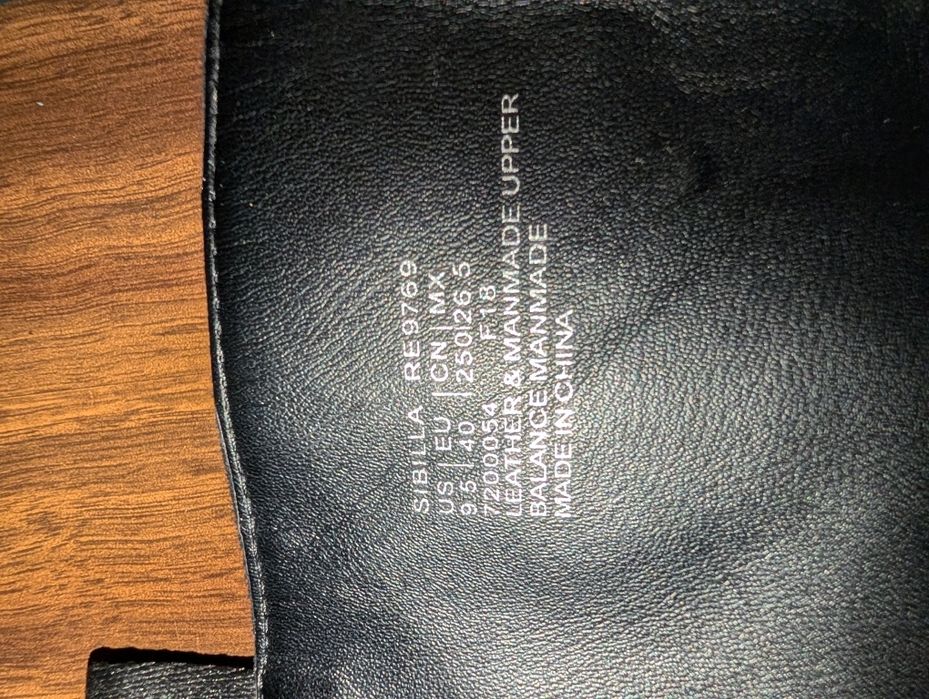 SIBILLA RE9769
US | EU | CN | MX
9.5 | 40 | 250|26.5
7200054 F18
LEATHER & MANMADE UPPER
BALANCE MANMADE
MADE IN CHINA